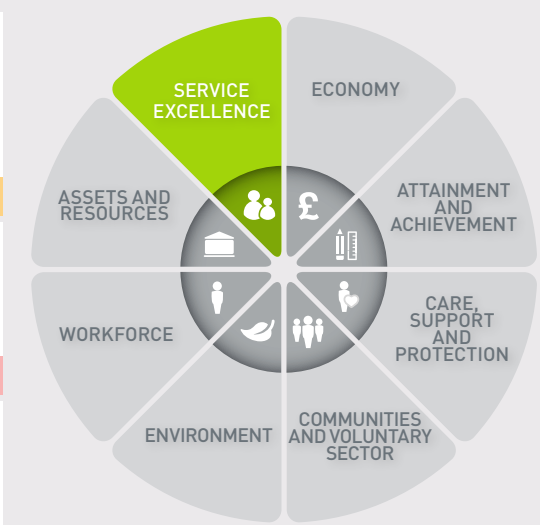 SERVICE
EXCELLENCE
ECONOMY
ATTAINMENT
AND
ACHIEVEMENT
CARE,
SUPPORT
AND
PROTECTION
COMMUNITIES
AND VOLUNTARY
SECTOR
ENVIRONMENT
WORKFORCE
ASSETS AND
RESOURCES
£